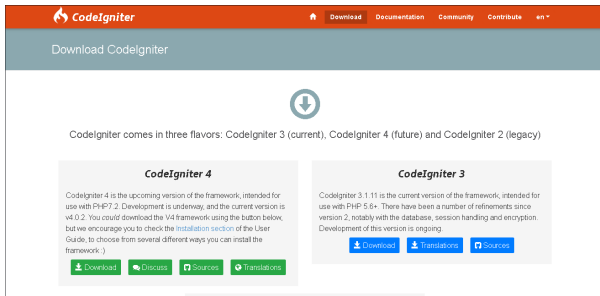 CodeIgniter
Download Documentation Community Contribute en
Download CodeIgniter
CodeIgniter comes in three flavors: CodeIgniter 3 (current), CodeIgniter 4 (future) and CodeIgniter 2 (legacy)
CodeIgniter 4
CodeIgniter 4 is the upcoming version of the framework, intended for
use with PHP7.2. Development is underway, and the current version is
v4.0.2. You could download the V4 framework using the button below,
but we encourage you to check the Installation section of the User
Guide, to choose from several different ways you can install the
framework :)
Download Discuss Sources Translations
CodeIgniter 3
CodeIgniter 3.1.11 is the current version of the framework, intended for
use with PHP 5.6+. There have been a number of refinements since
version 2, notably with the database, session handling and encryption.
Development of this version is ongoing.
Download Translations Sources